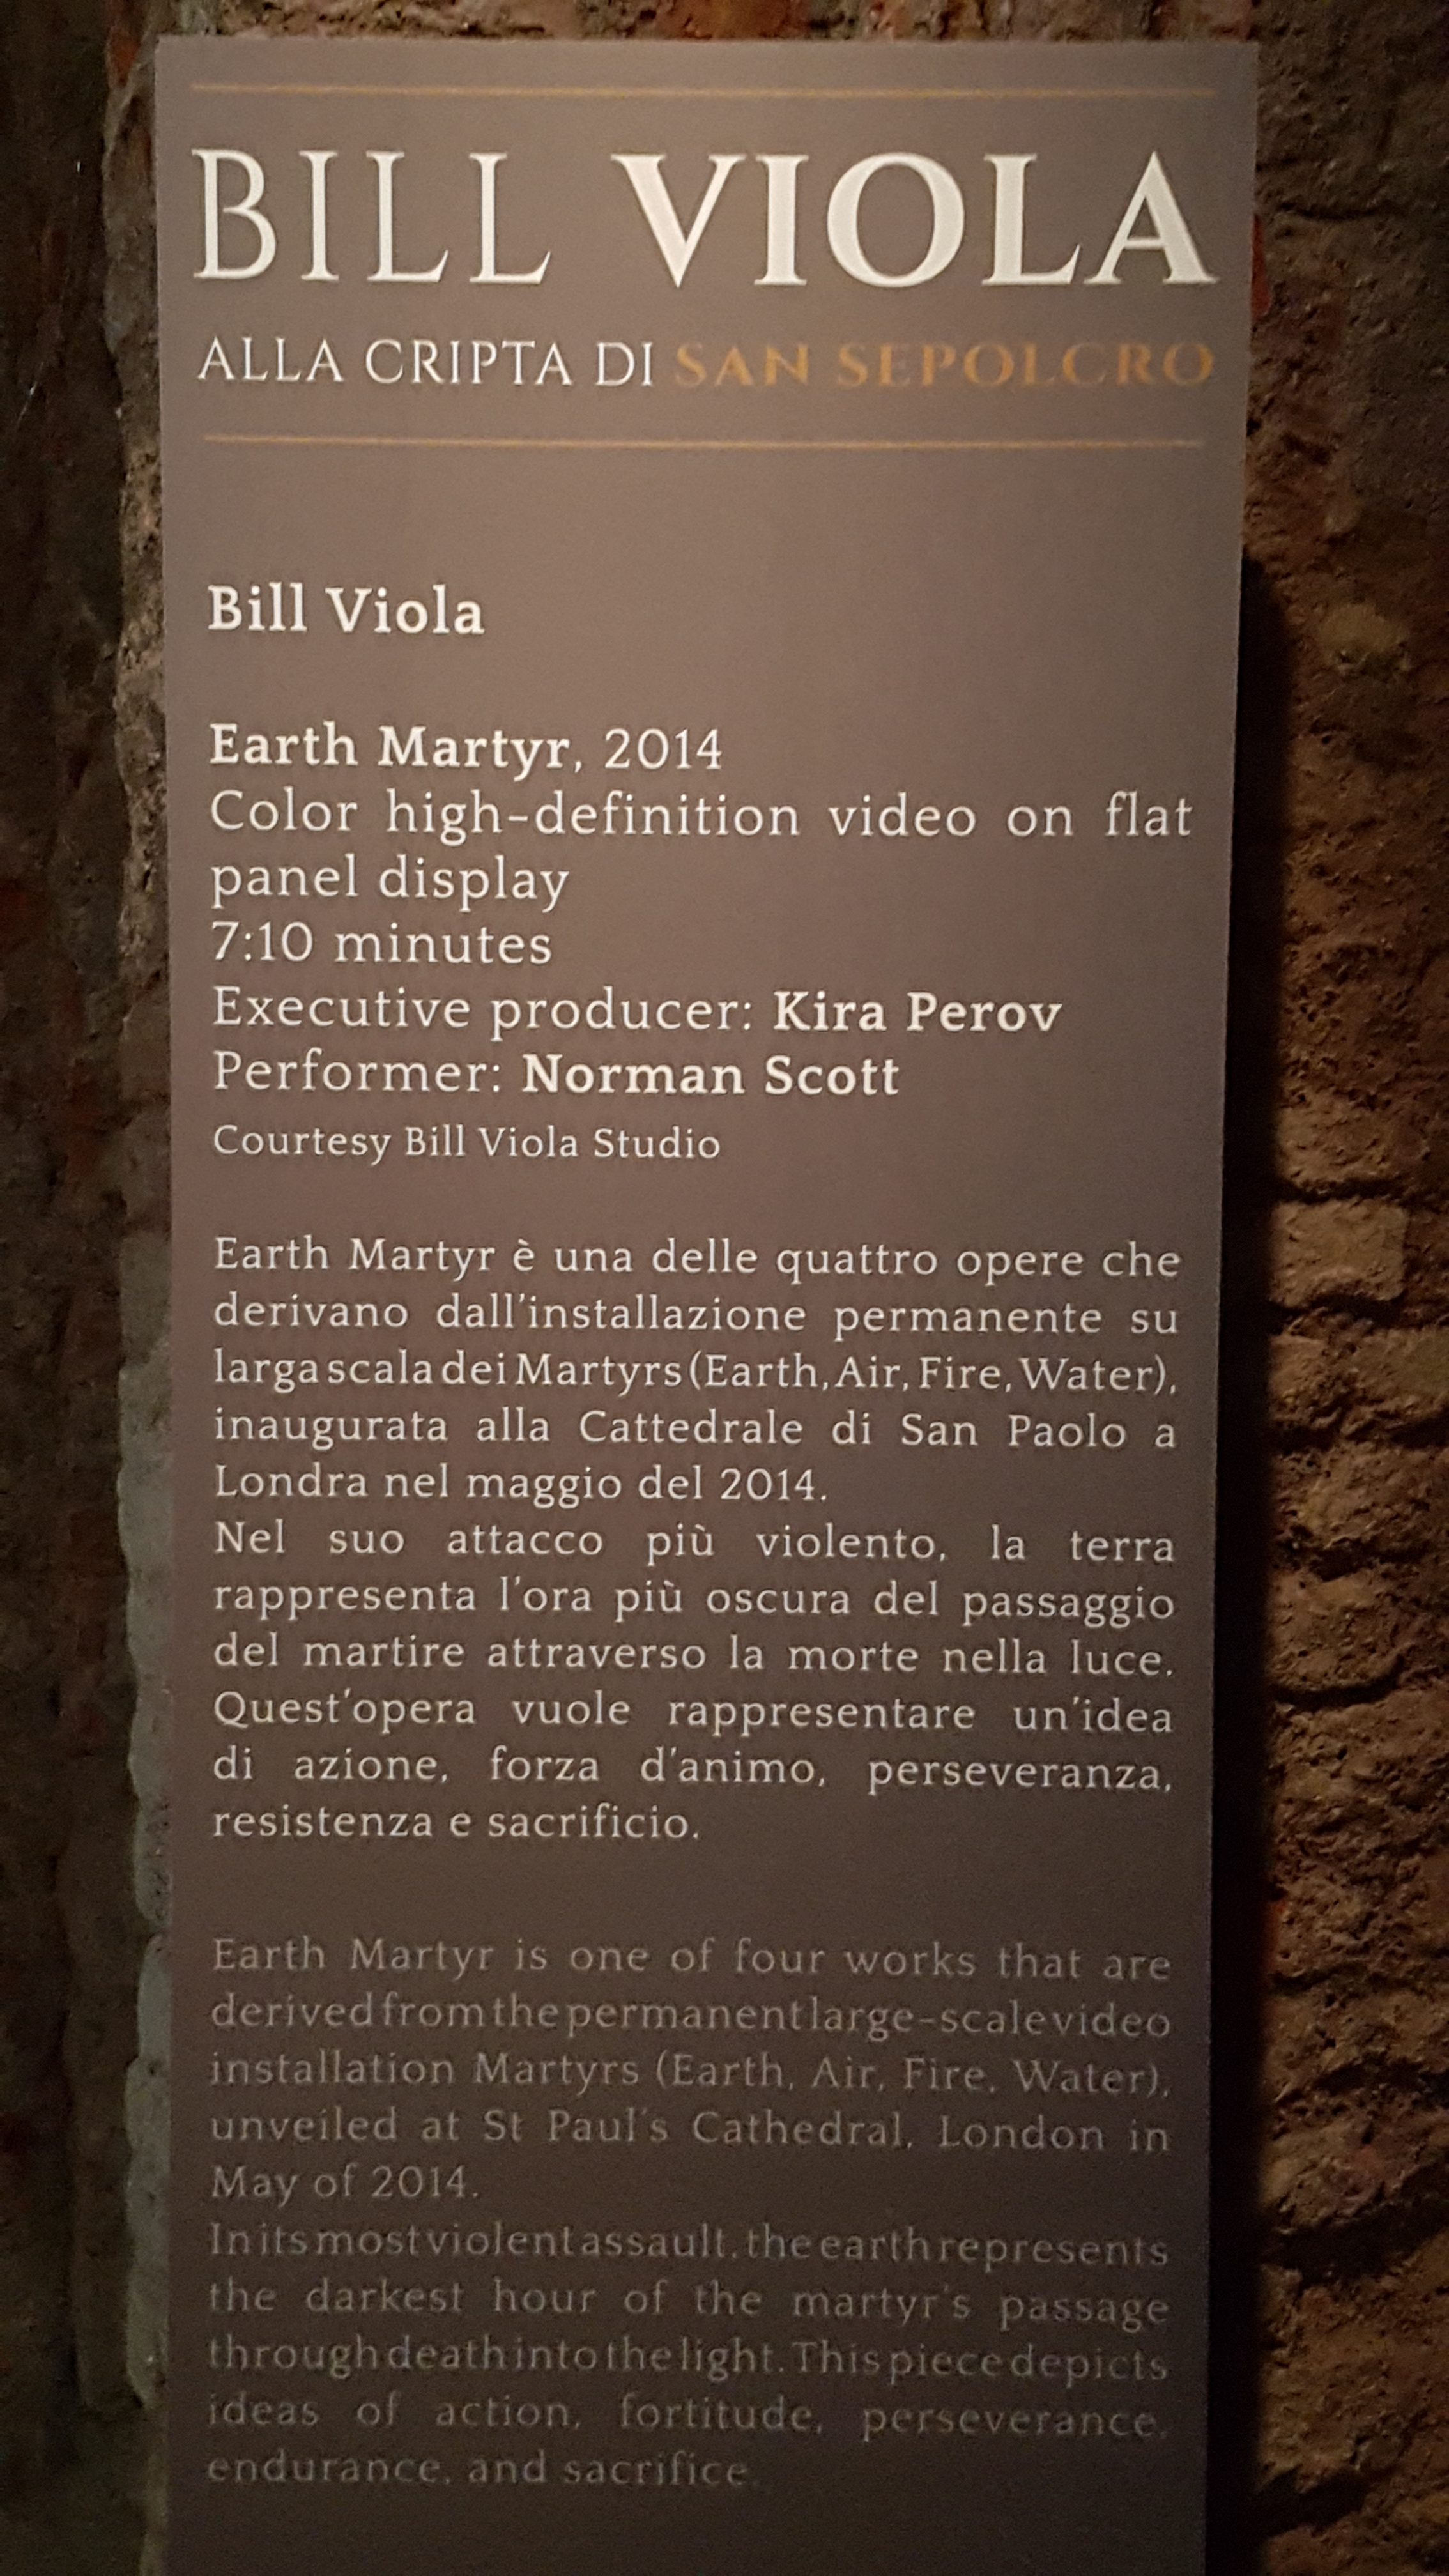 BILL VIOLA
ALLA CRIPTA DI SAN SEPOLCRO
Bill Viola
Earth Martyr, 2014
Color high-definition video on flat
panel display
7:10 minutes
Executive producer: Kira Perov
Performer: Norman Scott
Courtesy Bill Viola Studio
Earth Martyr è una delle quattro opere che
derivano dall'installazione permanente su
larga scala dei Martyrs (Earth, Air, Fire, Water),
inaugurata alla Cattedrale di San Paolo a
Londra nel maggio del 2014.
Nel suo attacco più violento, la terra
rappresenta l'ora più oscura del passaggio
del martire attraverso la morte nella luce.
Quest'opera vuole rappresentare un'idea
di azione, forza d'animo, perseveranza,
resistenza e sacrificio.
Earth Martyr is one of four works that are
derived from the permanent large-scale video
installation Martyrs (Earth, Air, Fire, Water),
unveiled at St Paul's Cathedral, London in
May of 2014.
In its most violent assault, the earth represents
the darkest hour of the martyr's passage
through death into the light. This piece depicts
ideas of action, fortitude, perseverance,
endurance, and sacrifice.